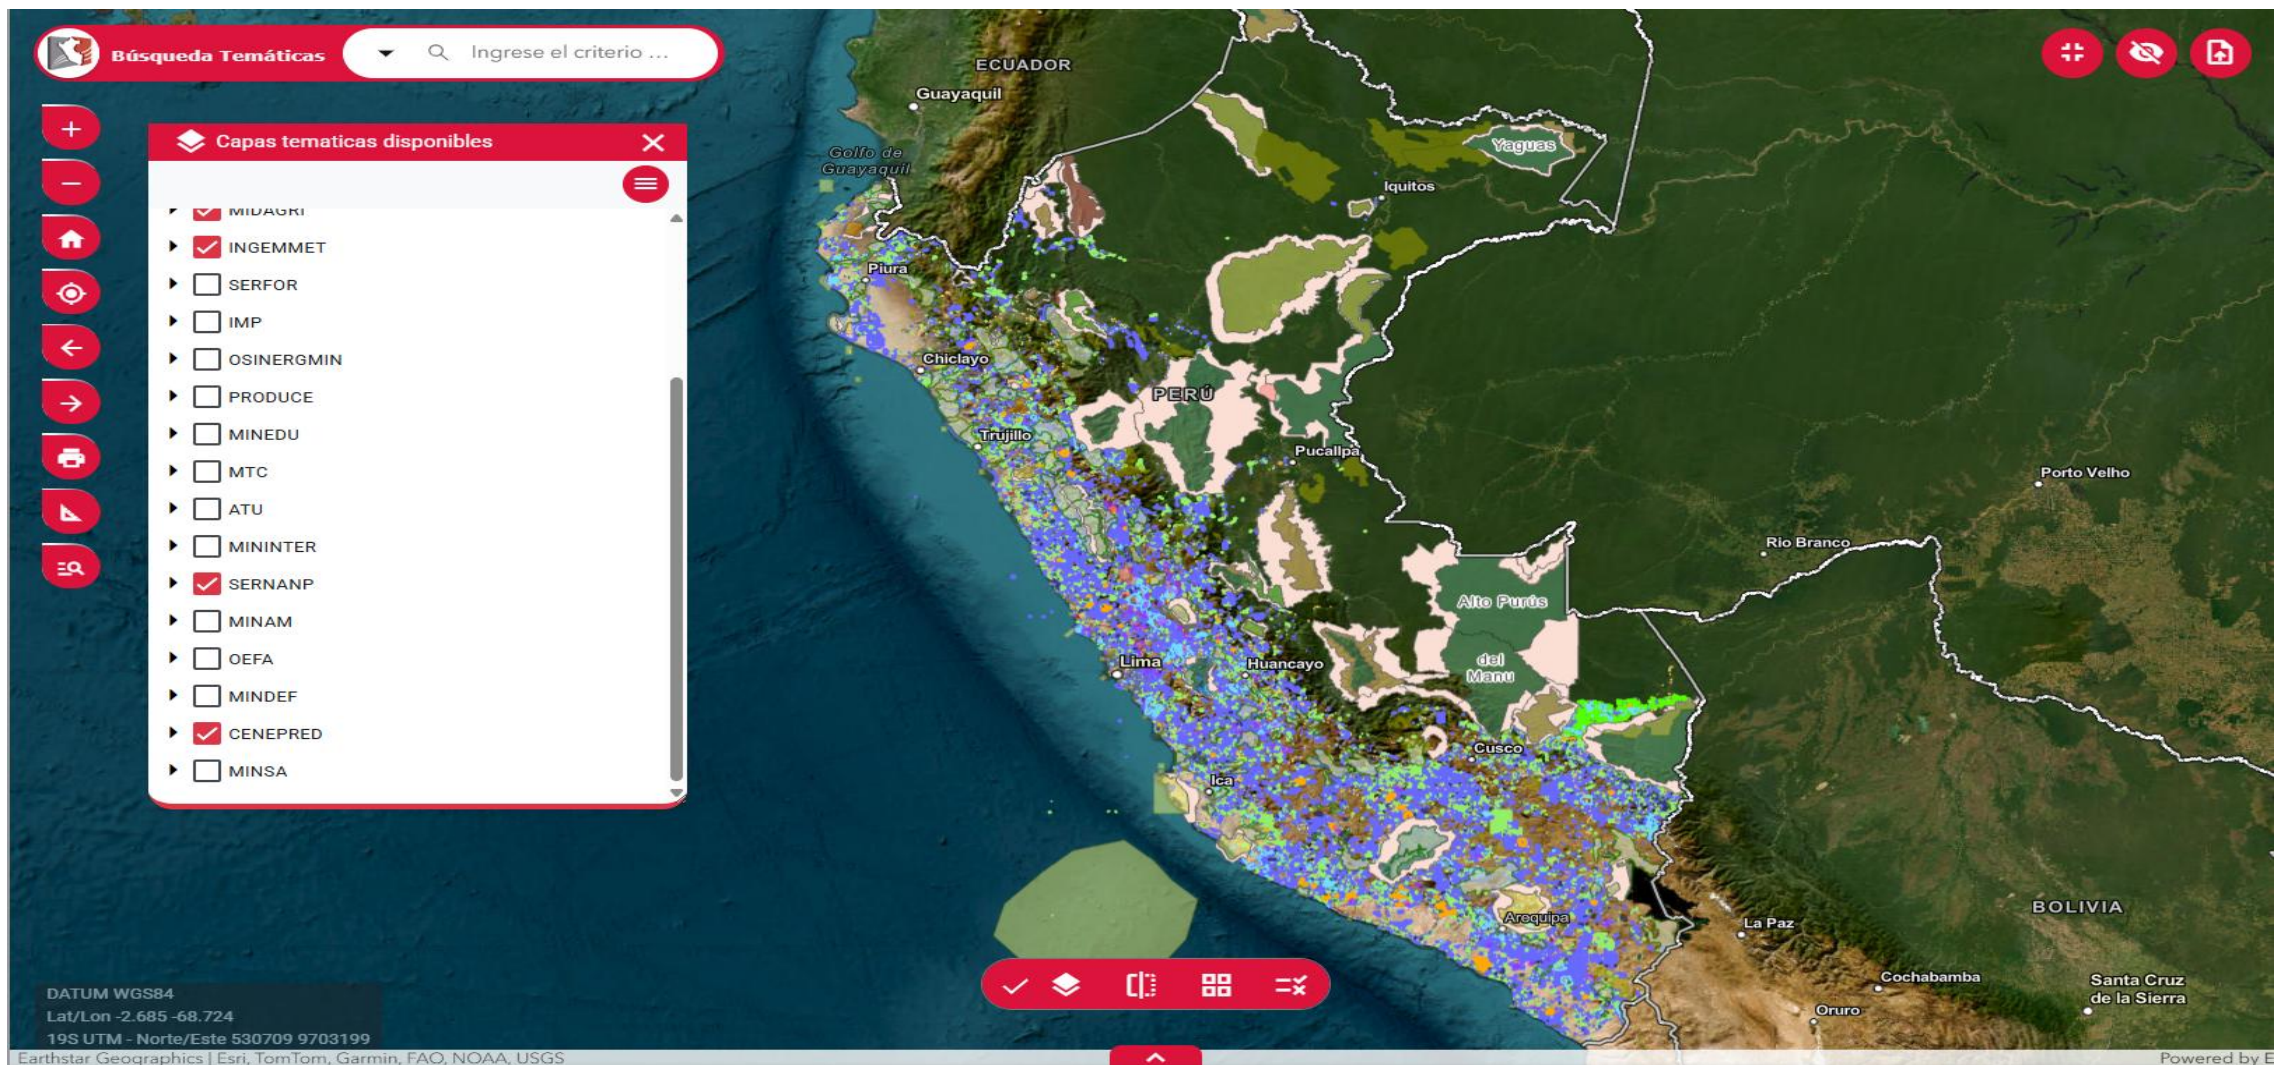 Búsqueda Temáticas
Ingrese el criterio ...
Capas tematicas disponibles
MIDAGRI
INGEMMET
SERFOR
IMP
OSINERGMIN
PRODUCE
MINEDU
MTC
ATU
MININTER
SERNANP
MINAM
OEFA
MINDEF
CENEPRED
MINSA
ECUADOR
Guayaquil
Golfo de
Guayaquil
Yaguas
Iquitos
Piura
Chiclayo
PERÚ
Trujillo
Pucallpa
Porto Velho
Rio Branco
Alto Purús
del
Manu
Lima
Huancayo
Cusco
Ica
Arequipa
BOLIVIA
La Paz
Cochabamba
Santa Cruz
de la Sierra
Oruro
DATUM WGS84
Lat/Lon -2.685 -68.724
19S UTM - Norte/Este 530709 9703199
Earthstar Geographics | Esri, TomTom, Garmin, FAO, NOAA, USGS
Powered by E